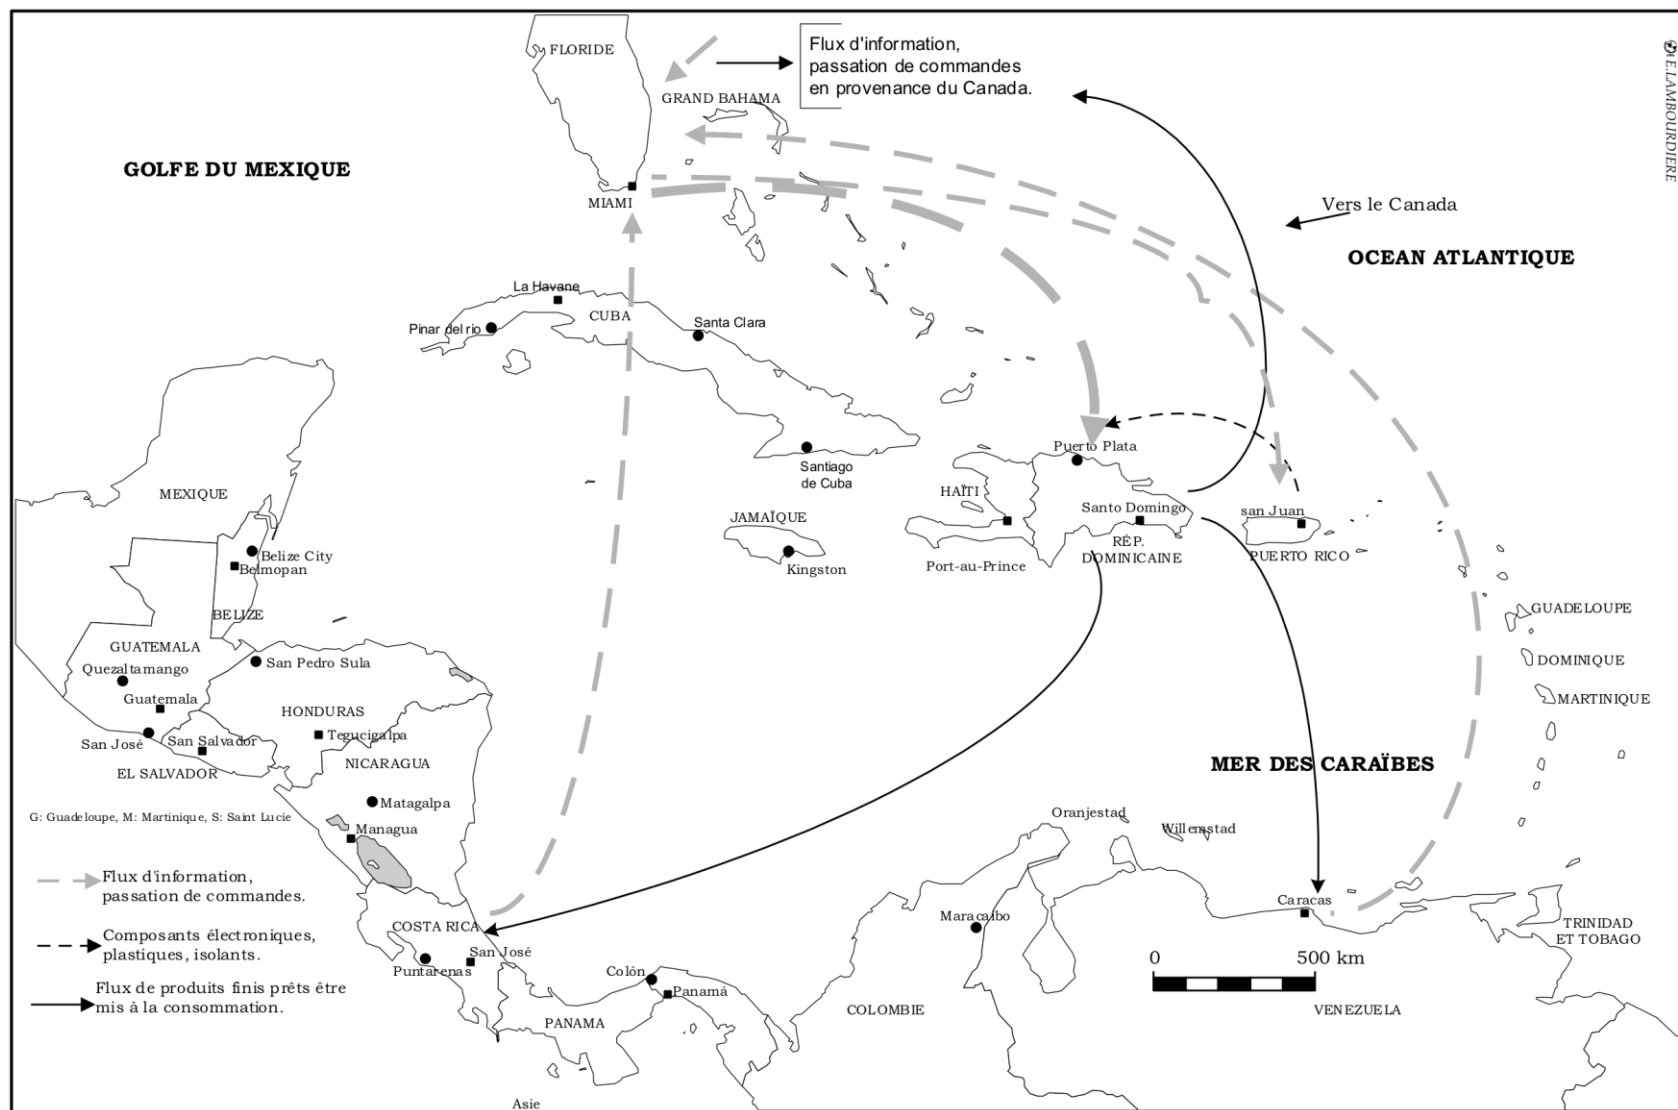 FLORIDE
Flux d'information,
passation de commandes
en provenance du Canada.
GRAND BAHAMA
E.LAMBOURDIERE
GOLFE DU MEXIQUE
MIAMI
Vers le Canada
OCEAN ATLANTIQUE
La Havane
CUBA
Pinar del rio
Santa Clara
Santiago
de Cuba
Puerto Plata
MEXIQUE
HAÏTI
JAMAÏQUE
Kingston
Santo Domingo
RÉP.
DOMINICAINE
Port-au-Prince
san Juan
PUERTO RICO
Belize City
Belmopan
BELIZE
GUATEMALA
Quezaltamango
Guatemala
San José
San Pedro Sula
HONDURAS
Tegucigalpa
San Salvador
EL SALVADOR
NICARAGUA
Matagalpa
Managua
GUADELOUPE
DOMINIQUE
MARTINIQUE
MER DES CARAÏBES
Oranjestad
Willemstad
G: Guadeloupe, M: Martinique, S: Saint Lucie
Flux d'information,
passation de commandes.
Composants électroniques,
plastiques, isolants.
Flux de produits finis prêts être
mis à la consommation.
COSTA RICA
San José
Puntarenas
Colón
Panamá
PANAMA
Maracaibo
Caracas
TRINIDAD
ET TOBAGO
0 500 km
COLOMBIE
VENEZUELA
Asie